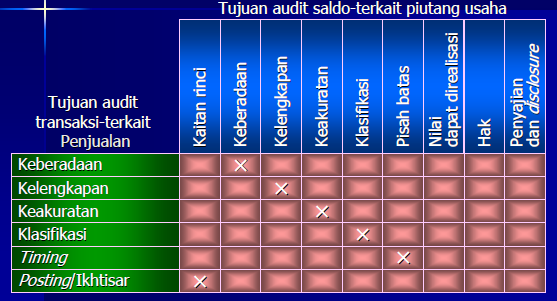 Tujuan audit saldo-terkait piutang usaha
Tujuan audit
transaksi-terkait
Penjualan
Kaitan rinci
Keberadaan
Kelengkapan
Keakuratan
Klasifikasi
Pisah batas
Nilai
dapat direalisasi
Hak
Penyajian
dan disclosure
Keberadaan ×
Kelengkapan ×
Keakuratan ×
Klasifikasi ×
Timing ×
Posting/Ikhtisar ×